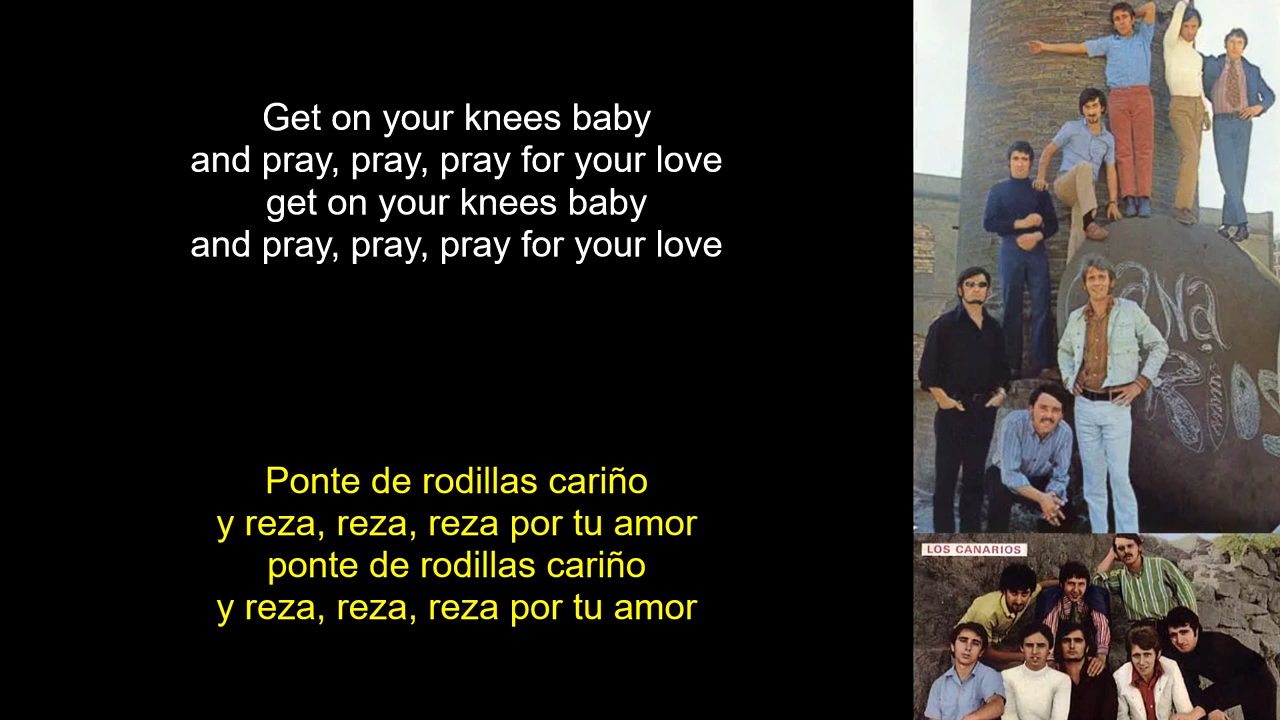 Get on your knees baby
and pray, pray, pray for your love
get on your knees baby
and pray, pray, pray for your love
Ponte de rodillas cariño
y reza, reza, reza por tu amor
ponte de rodillas cariño
y reza, reza, reza por tu amor
CANA
RIOS
LOS CANARIOS